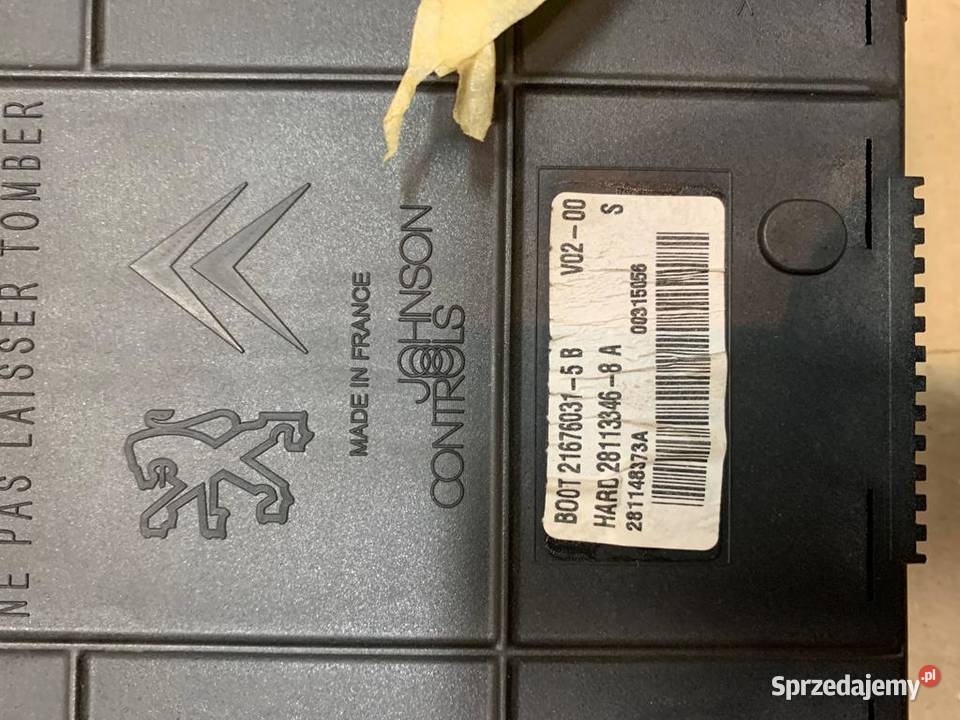 NE PAS LAISSER TOMBER
MADE IN FRANCE
JOHNSON
CONTROLS
BOOT 21676031-5 B V02-00
HARD 28113346-8 A S
281148373A 00315056
Sprzedajemy.pl